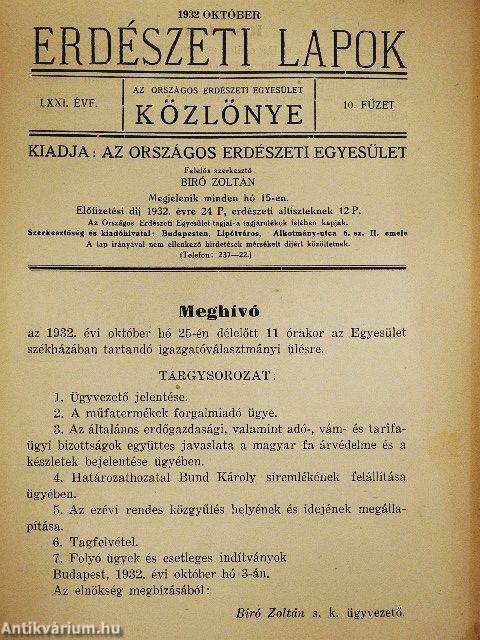 1932 OKTÓBER
ERDÉSZETI LAPOK
LXXI. ÉVF.
AZ ORSZÁGOS ERDÉSZETI EGYESÜLET
KÖZLÖNYE
10. FÜZET
KIADJA: AZ ORSZÁGOS ERDÉSZETI EGYESÜLET
Felelős szerkesztő
BIRÓ ZOLTÁN
Megjelenik minden hó 15-én.
Előfizetési dij 1932. évre 24 P, erdészeti altiszteknek 12 P.
Az Országos Erdészeti Egyesület tagjai a tagjárulékok fejében kapják.
Szerkesztőség és kiadóhivatal: Budapesten, Lipótváros, Alkotmány-utca 6. sz. II. emele
A lap irányával nem ellenkező hirdetések mérsékelt díjért közöltetnek.
(Telefon: 237—22.)
Meghívó
az 1932. évi október hó 25-én délelőtt 11 órakor az Egyesület
székházában tartandó igazgatóválasztmányi ülésre.
TÁRGYSOROZAT:
1. Ügyvezető jelentése.
2. A műfatermékek forgalmiadó ügye.
3. Az általános erdőgazdasági, valamint adó-, vám- és tarifa-
ügyi bizottságok együttes javaslata a magyar fa árvédelme és a
készletek bejelentése ügyében.
4. Határozathozatal Bund Károly síremlékének felállítása
ügyében.
5. Az ezévi rendes közgyűlés helyének és idejének megálla-
pítása.
6. Tagfelvétel.
7. Folyó ügyek és esetleges indítványok
Budapest, 1932. évi október hó 3-án.
Az elnökség megbízásából:
Biró Zoltán s. k. ügyvezető.
Antikvárium.hu